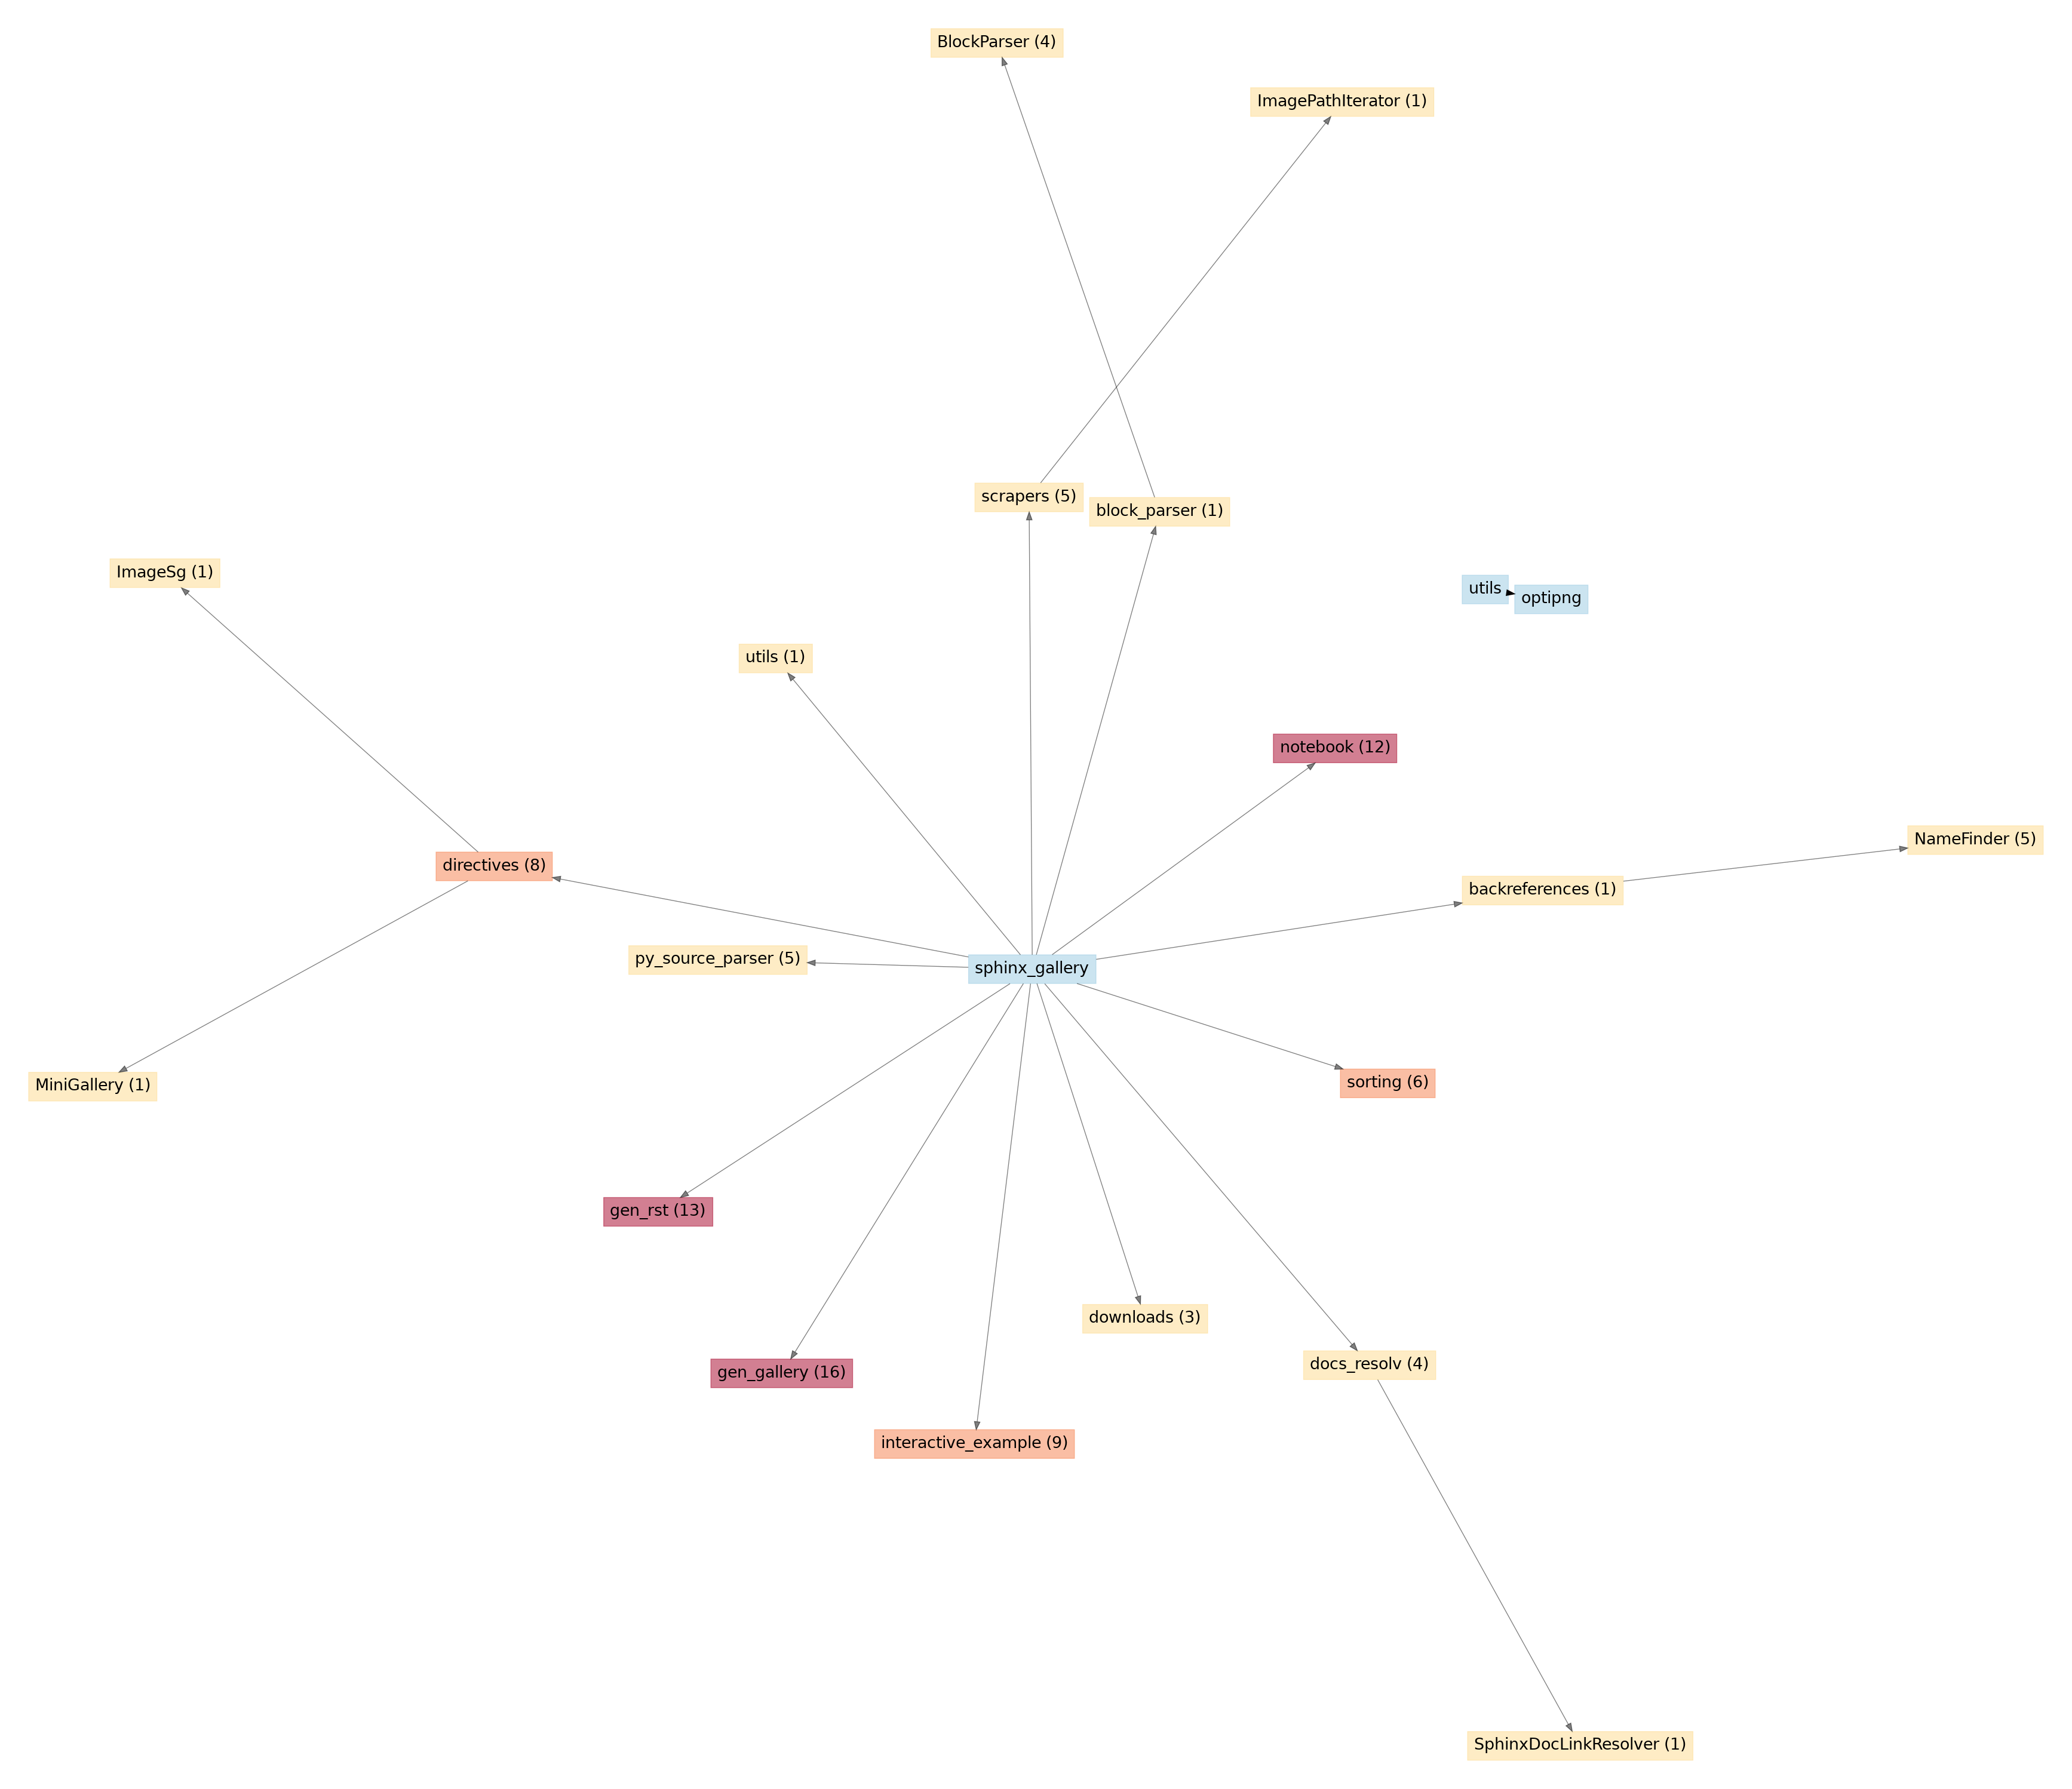 BlockParser (4)
ImagePathIterator (1)
scrapers (5)
block_parser (1)
ImageSg (1)
utils
optipng
utils (1)
notebook (12)
NameFinder (5)
directives (8)
backreferences (1)
py_source_parser (5)
sphinx_gallery
MiniGallery (1)
sorting (6)
gen_rst (13)
downloads (3)
docs_resolv (4)
gen_gallery (16)
interactive_example (9)
SphinxDocLinkResolver (1)